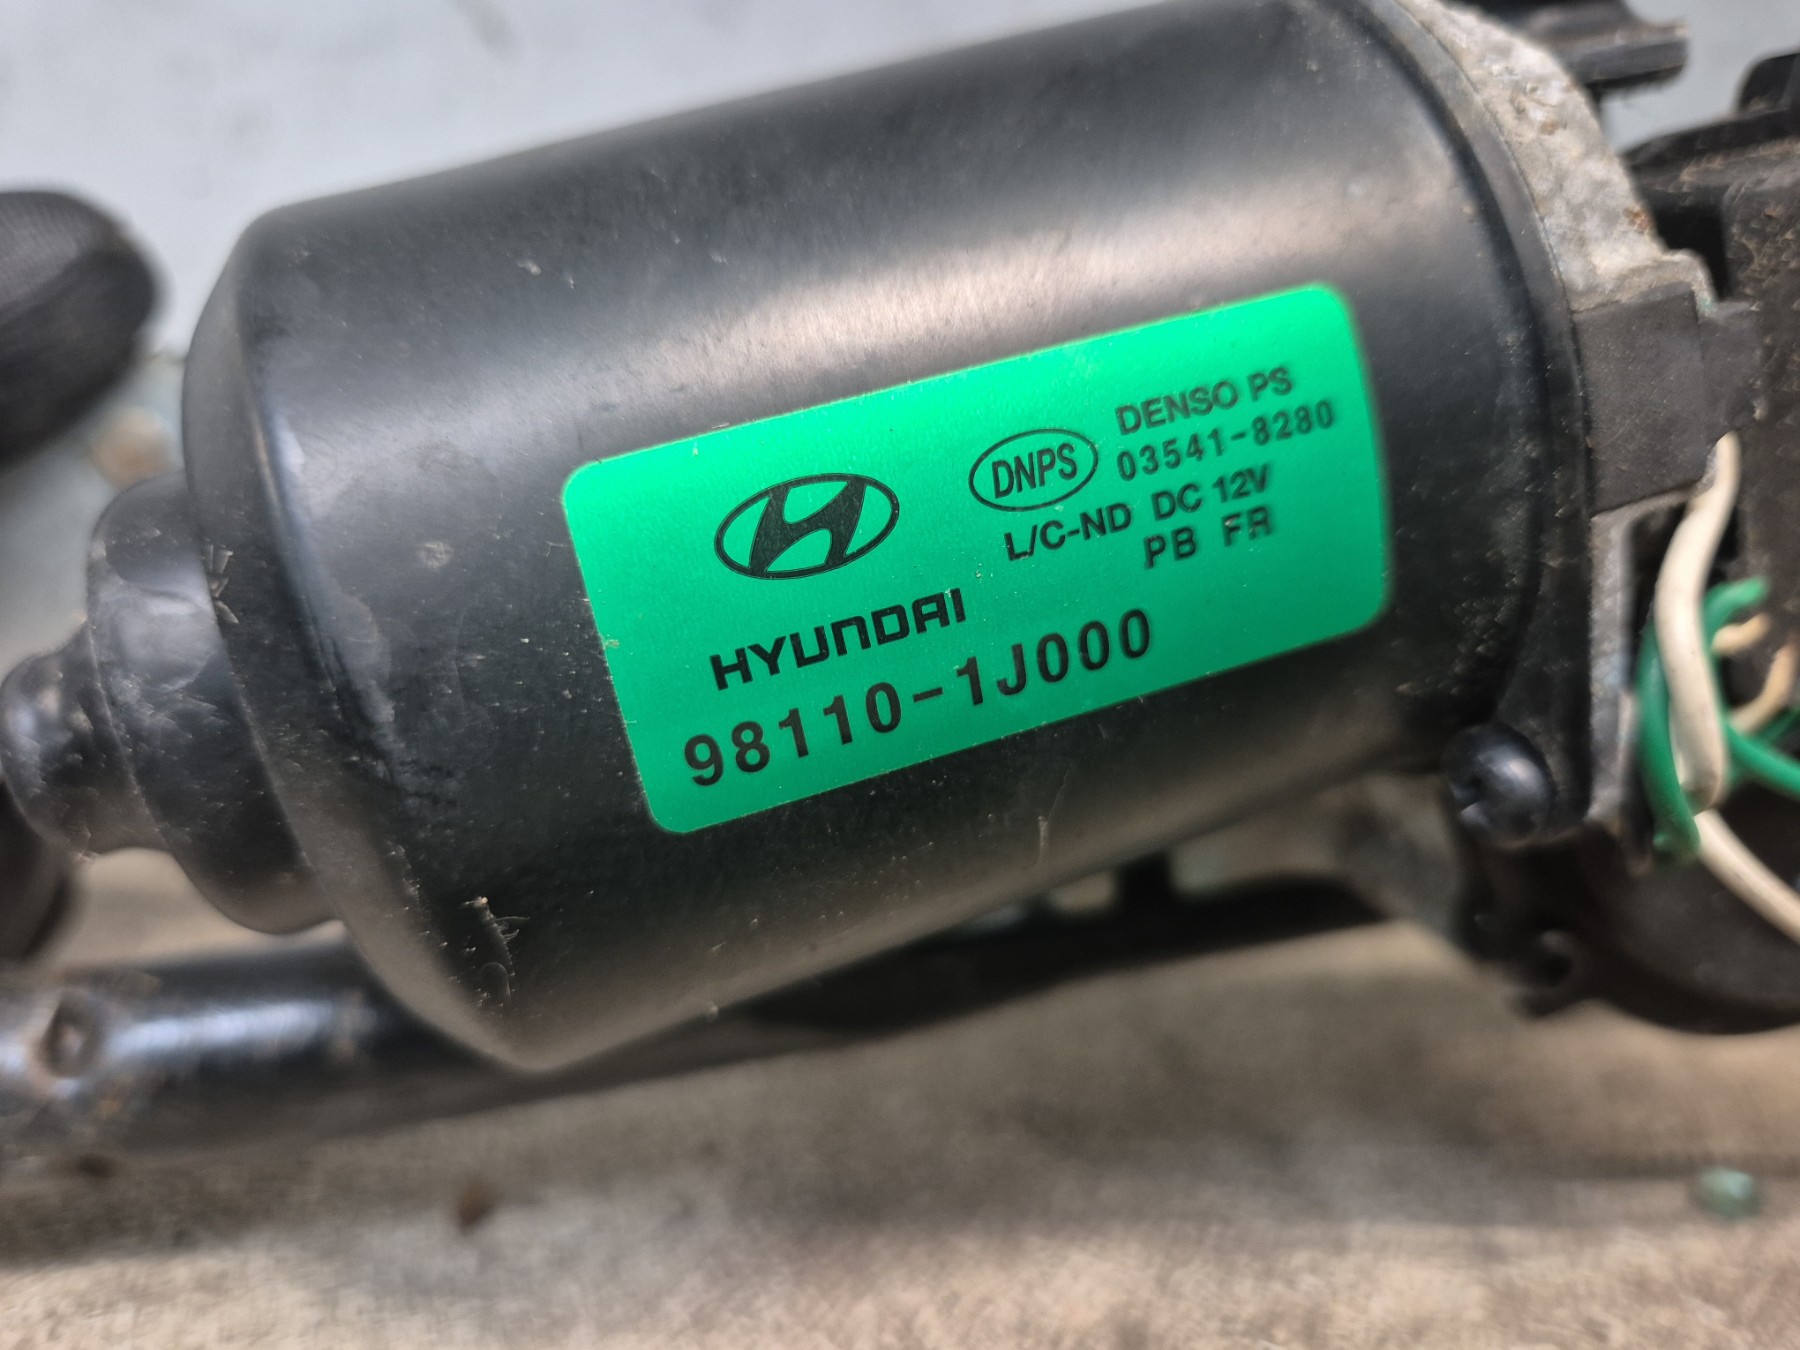 DENSO PS
DNPS 03541-8280
L/C-ND DC 12V
PB FR
HYUNDAI
98110-1J000